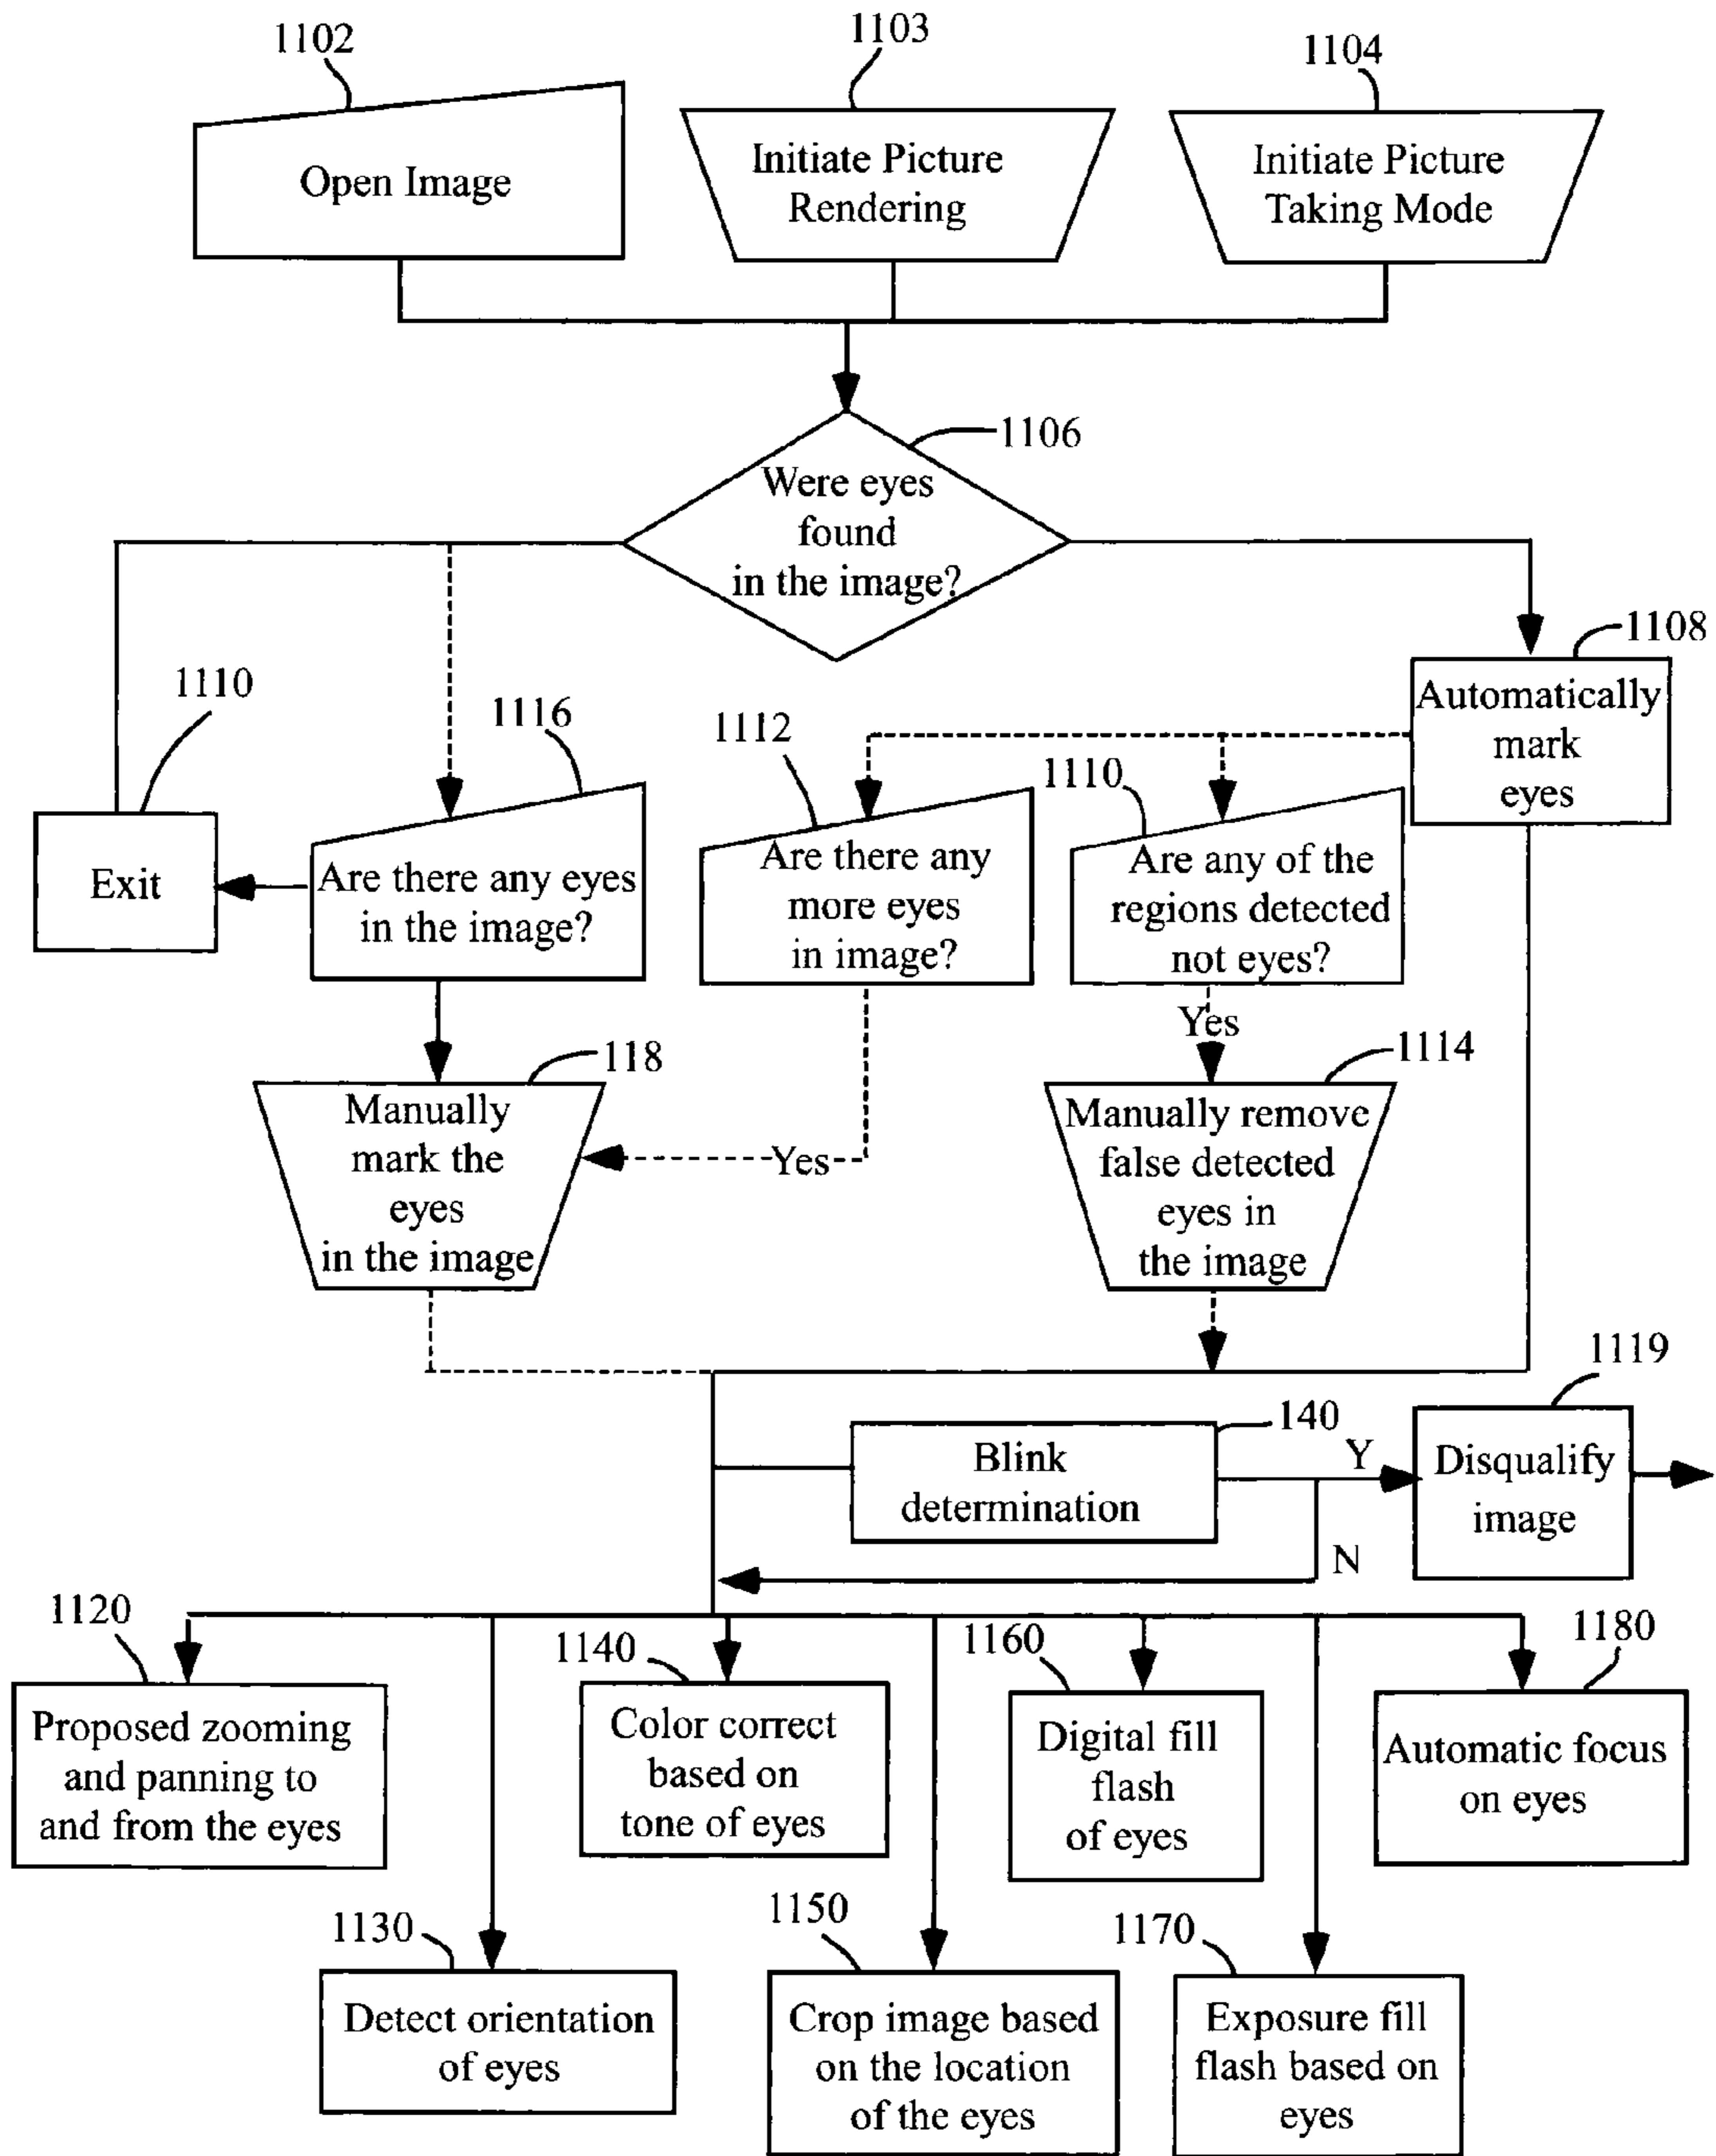 1102
1103
1104
Open Image
Initiate Picture
Rendering
Initiate Picture
Taking Mode
1106
Were eyes
found
in the image?
1108
Automatically
mark
eyes
1110
Exit
1116
Are there any eyes
in the image?
1112
Are there any
more eyes
in image?
1110
Are any of the
regions detected
not eyes?
Yes
118
Manually
mark the
eyes
in the image
Yes
1114
Manually remove
false detected
eyes in
the image
140
Blink
determination
Y
N
1119
Disqualify
image
1120
Proposed zooming
and panning to
and from the eyes
1140
Color correct
based on
tone of eyes
1160
Digital fill
flash
of eyes
1180
Automatic focus
on eyes
1130
Detect orientation
of eyes
1150
Crop image based
on the location
of the eyes
1170
Exposure fill
flash based on
eyes